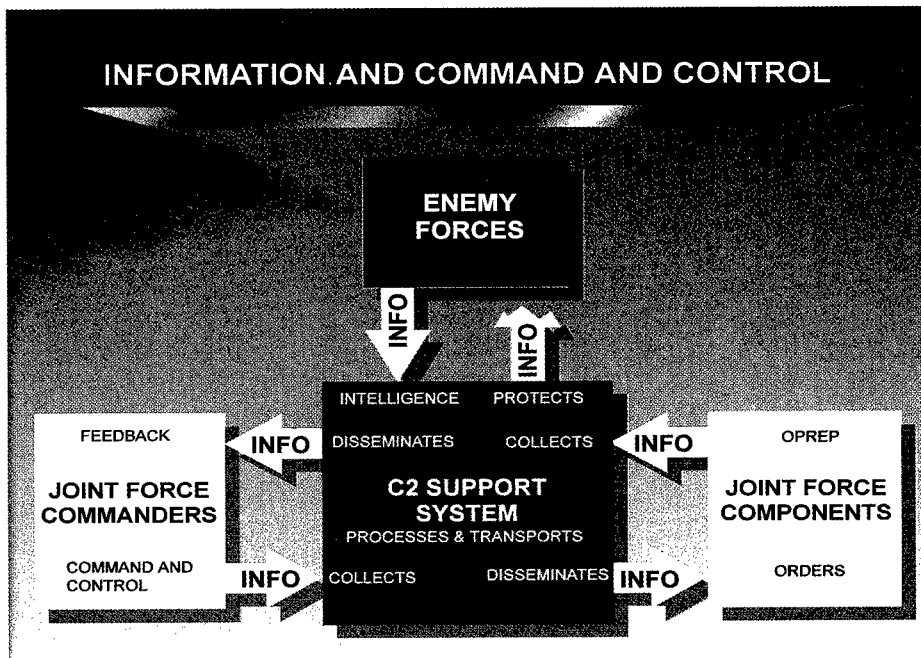 INFORMATION AND COMMAND AND CONTROL
ENEMY
FORCES
INFO
INFO
INTELLIGENCE PROTECTS
FEEDBACK
INFO
DISSEMINATES COLLECTS
INFO
OPREP
JOINT FORCE
COMMANDERS
C2 SUPPORT
SYSTEM
JOINT FORCE
COMPONENTS
PROCESSES & TRANSPORTS
COMMAND AND
CONTROL
INFO
COLLECTS DISSEMINATES
INFO
ORDERS